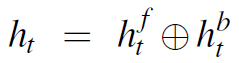 h_t = h_t^f ⊕ h_t^b